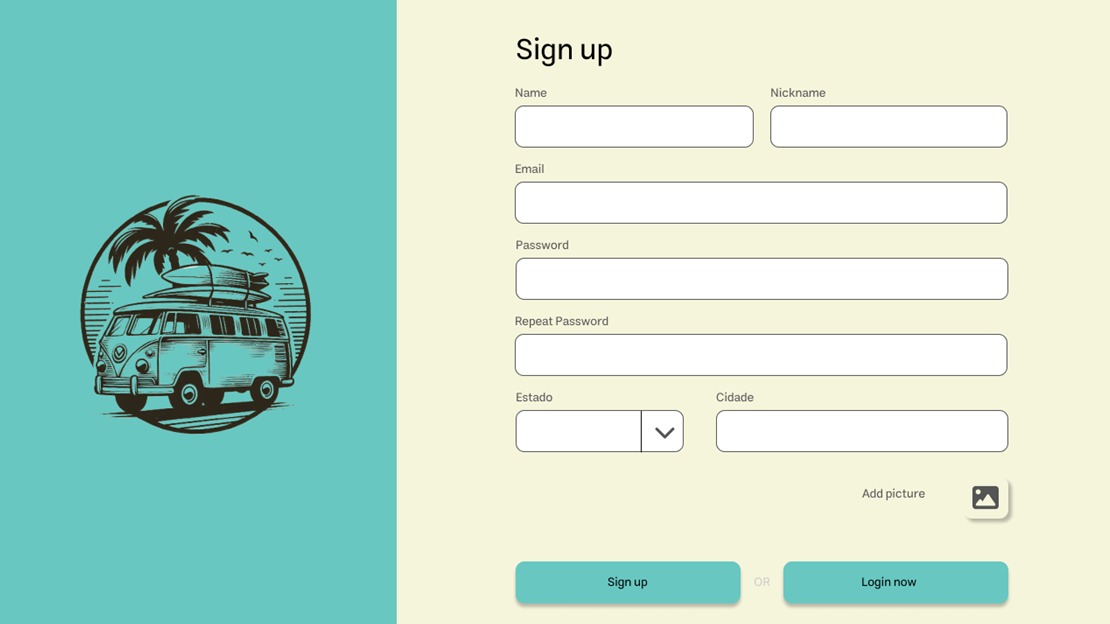 Sign up
Name Nickname
Email
Password
Repeat Password
Estado Cidade
Add picture
Sign up OR Login now